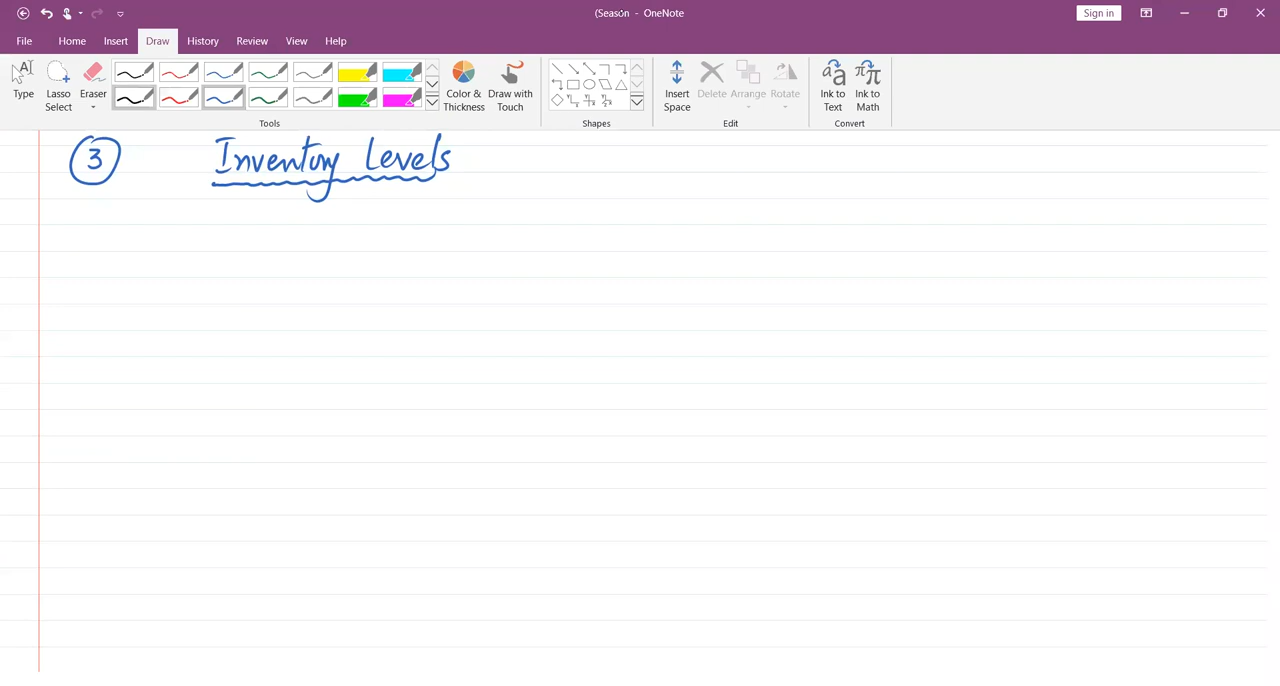 (Season - OneNote
Sign in
File Home Insert Draw History Review View Help
Type
Lasso Select
Eraser
Color & Thickness
Draw with Touch
Insert Space
Delete
Arrange
Rotate
Ink to Text
Ink to Math
Tools Shapes Edit Convert
3 Inventory Levels